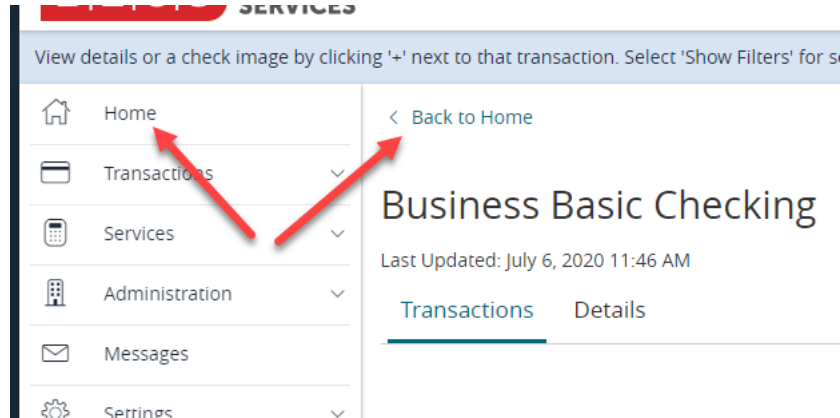 SERVICES
View details or a check image by clicking '+' next to that transaction. Select 'Show Filters' for
Home
Transactions
Services
Administration
Messages
Settings
< Back to Home
Business Basic Checking
Last Updated: July 6, 2020 11:46 AM
Transactions Details